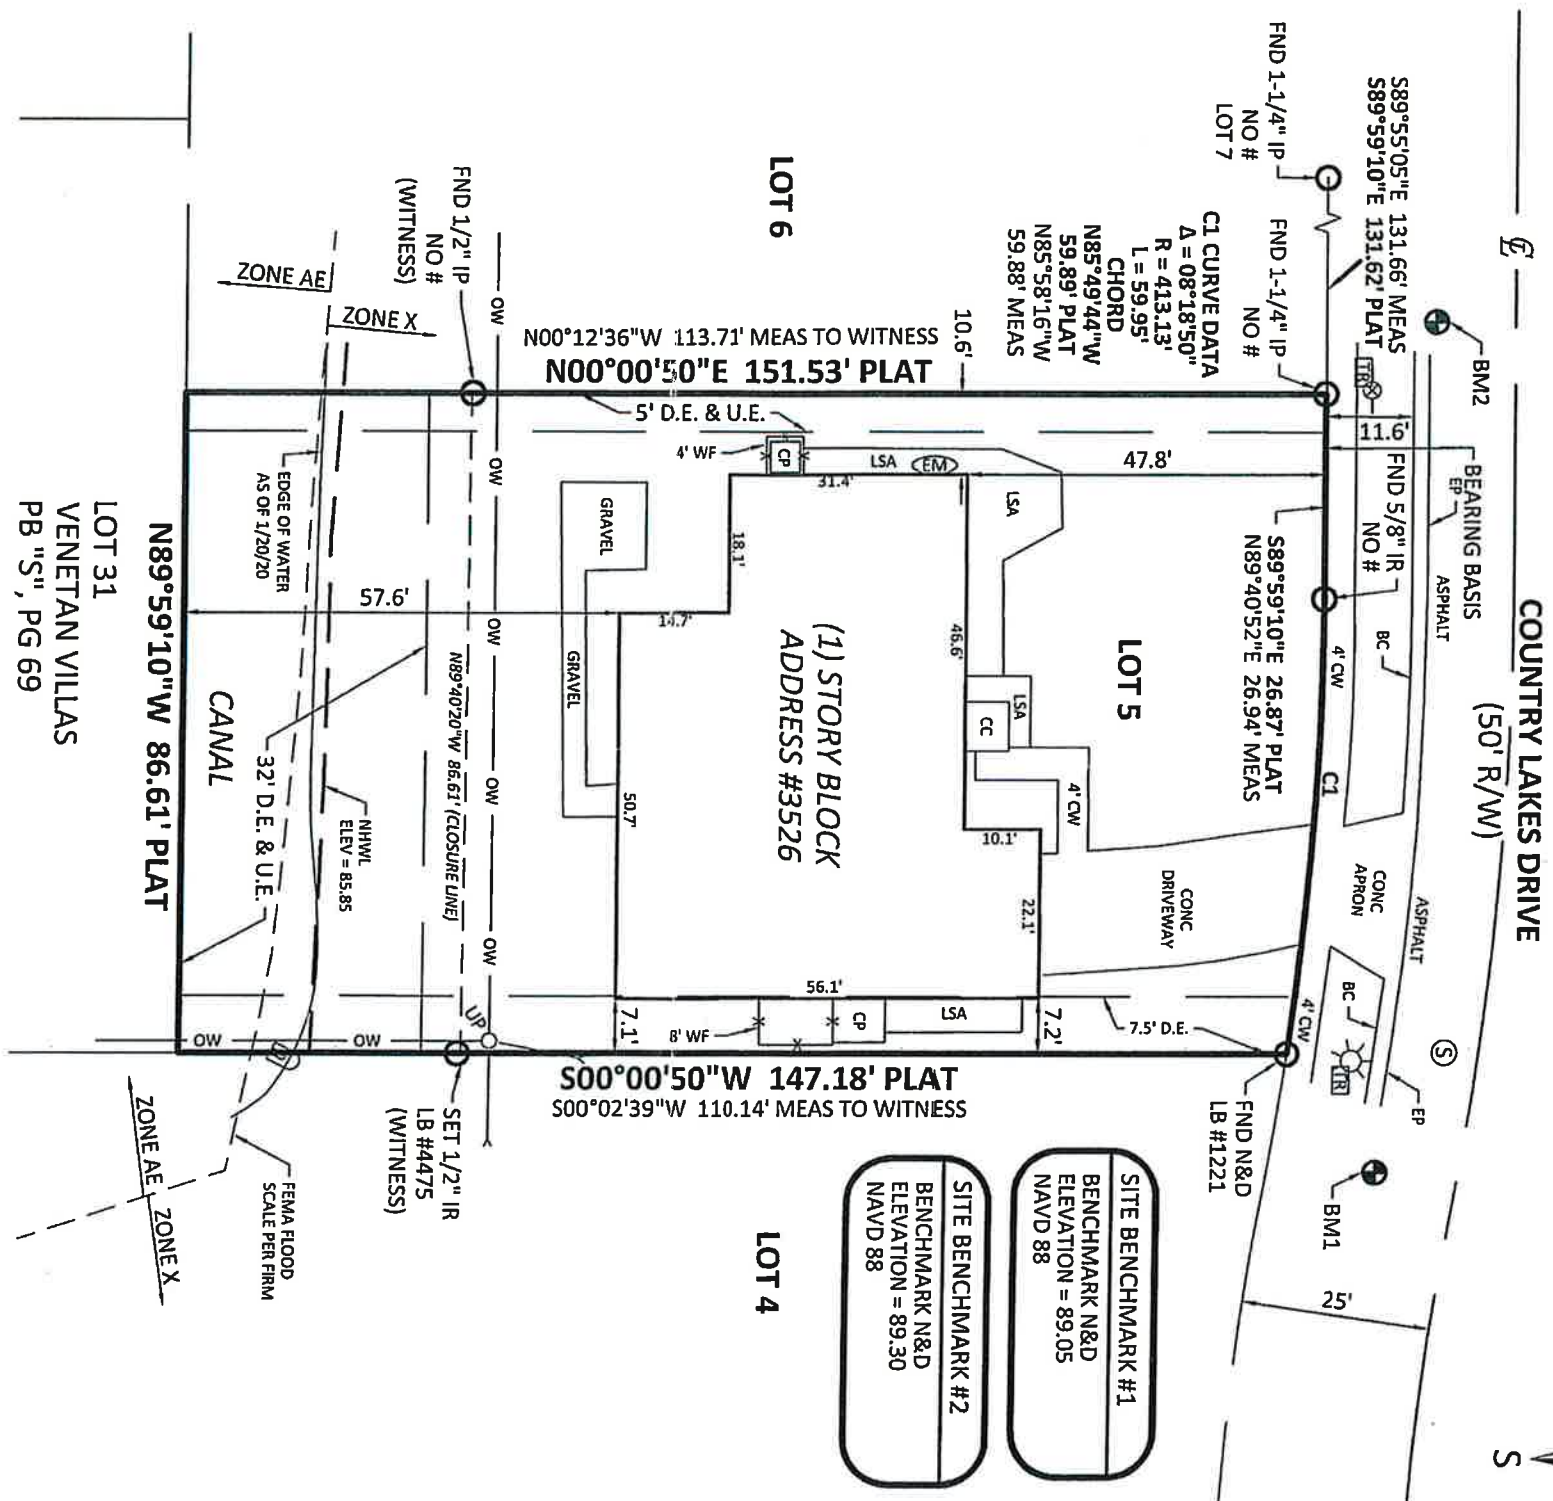 COUNTRY LAKES DRIVE
(50' R/W)
S
BM2
BM1
S
25'
S89°55'05"E 131.66' MEAS
S89°59'10"E 131.62' PLAT
FND 1-1/4" IP
NO #
LOT 7
FND 1-1/4" IP
NO #
TR
11.6'
BEARING BASIS
EP
ASPHALT
FND 5/8" IR
NO #
BC
4' CW
C1
CONC
APRON
ASPHALT
BC
4' CW
TR
EP
FND N&D
LB #1221
C1 CURVE DATA
Δ = 08°18'50"
R = 413.13'
L = 59.95'
CHORD
N85°49'44"W
59.89' PLAT
N85°58'16"W
59.88' MEAS
S89°59'10"E 26.87' PLAT
N89°40'52"E 26.94' MEAS
LOT 5
LOT 6
LOT 4
10.6'
47.8'
N00°12'36"W 113.71' MEAS TO WITNESS
N00°00'50"E 151.53' PLAT
5' D.E. & U.E.
4' WF
CP
LSA
EM
LSA
LSA
CC
4' CW
CONC
DRIVEWAY
31.4'
18.1'
14.7'
46.6'
10.1'
22.1'
56.1'
50.7'
(1) STORY BLOCK
ADDRESS #3526
GRAVEL
GRAVEL
57.6'
7.1'
7.2'
8' WF
CP
LSA
7.5' D.E.
S00°00'50"W 147.18' PLAT
S00°02'39"W 110.14' MEAS TO WITNESS
SITE BENCHMARK #1
BENCHMARK N&D
ELEVATION = 89.05
NAVD 88
SITE BENCHMARK #2
BENCHMARK N&D
ELEVATION = 89.30
NAVD 88
FND 1/2" IP
NO #
(WITNESS)
OW
OW
OW
OW
OW
UP
OW
OW
N89°40'20"W 86.61' (CLOSURE LINE)
SET 1/2" IR
LB #4475
(WITNESS)
ZONE AE
ZONE X
EDGE OF WATER
AS OF 1/20/20
NHWL
ELEV = 85.85
32' D.E. & U.E.
CANAL
FEMA FLOOD
SCALE PER FIRM
ZONE AE
ZONE X
N89°59'10"W 86.61' PLAT
LOT 31
VENETAN VILLAS
PB "S", PG 69